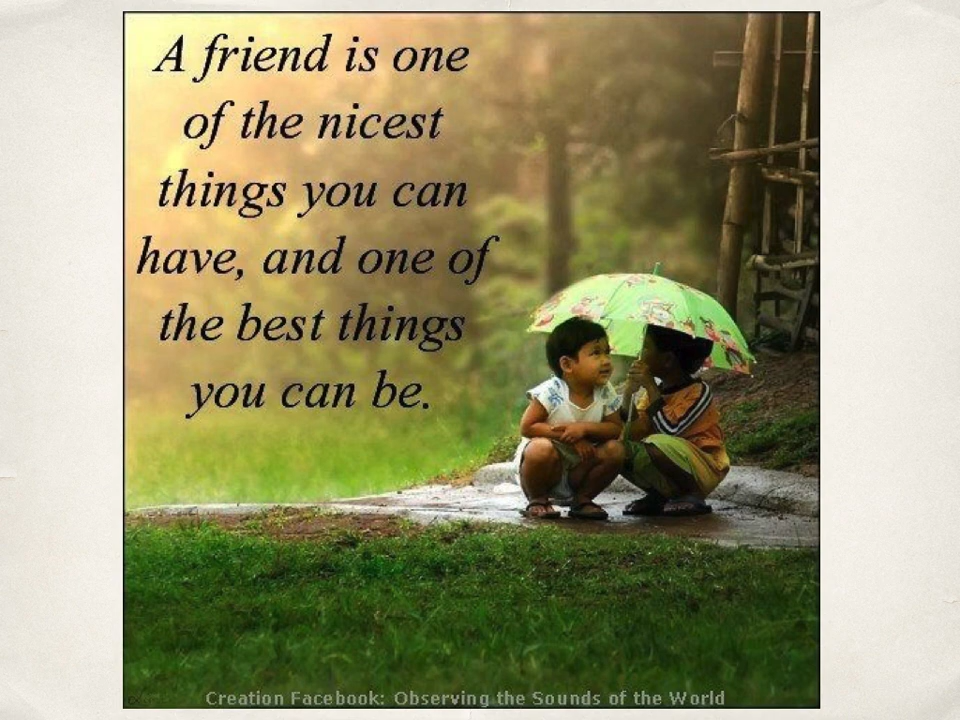 A friend is one
of the nicest
things you can
have, and one of
the best things
you can be.
Creation Facebook: Observing the Sounds of the World